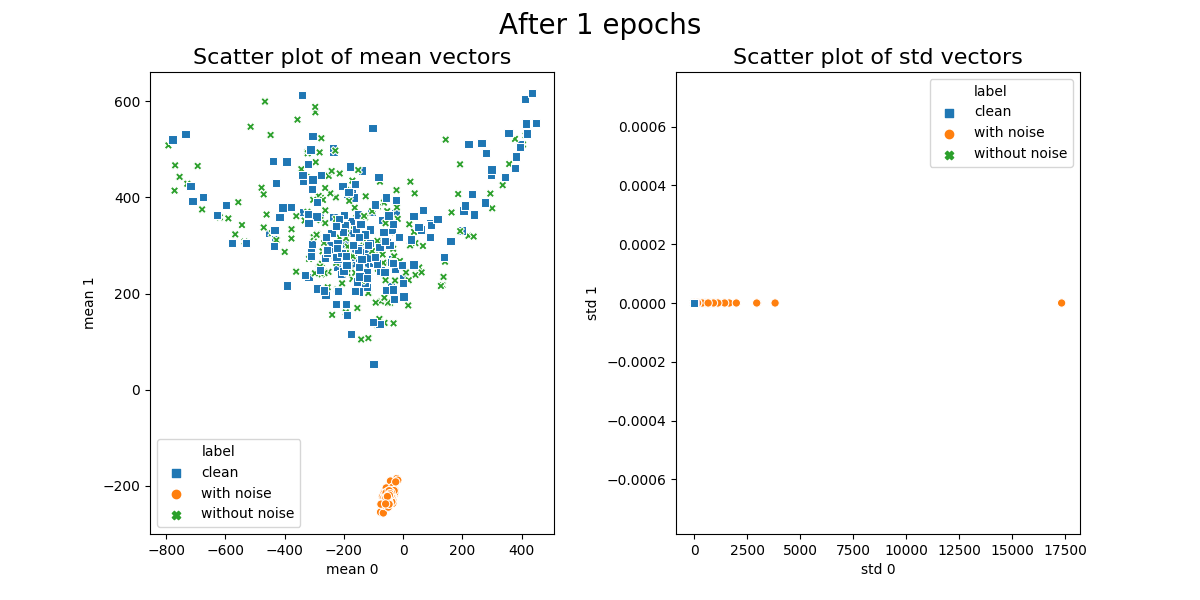 After 1 epochs
Scatter plot of mean vectors
600
400
200
0
−200
mean 1
label
clean
with noise
without noise
−800
−600
−400
−200
0
200
400
mean 0
Scatter plot of std vectors
0.0006
0.0004
0.0002
0.0000
−0.0002
−0.0004
−0.0006
std 1
label
clean
with noise
without noise
0
2500
5000
7500
10000
12500
15000
17500
std 0